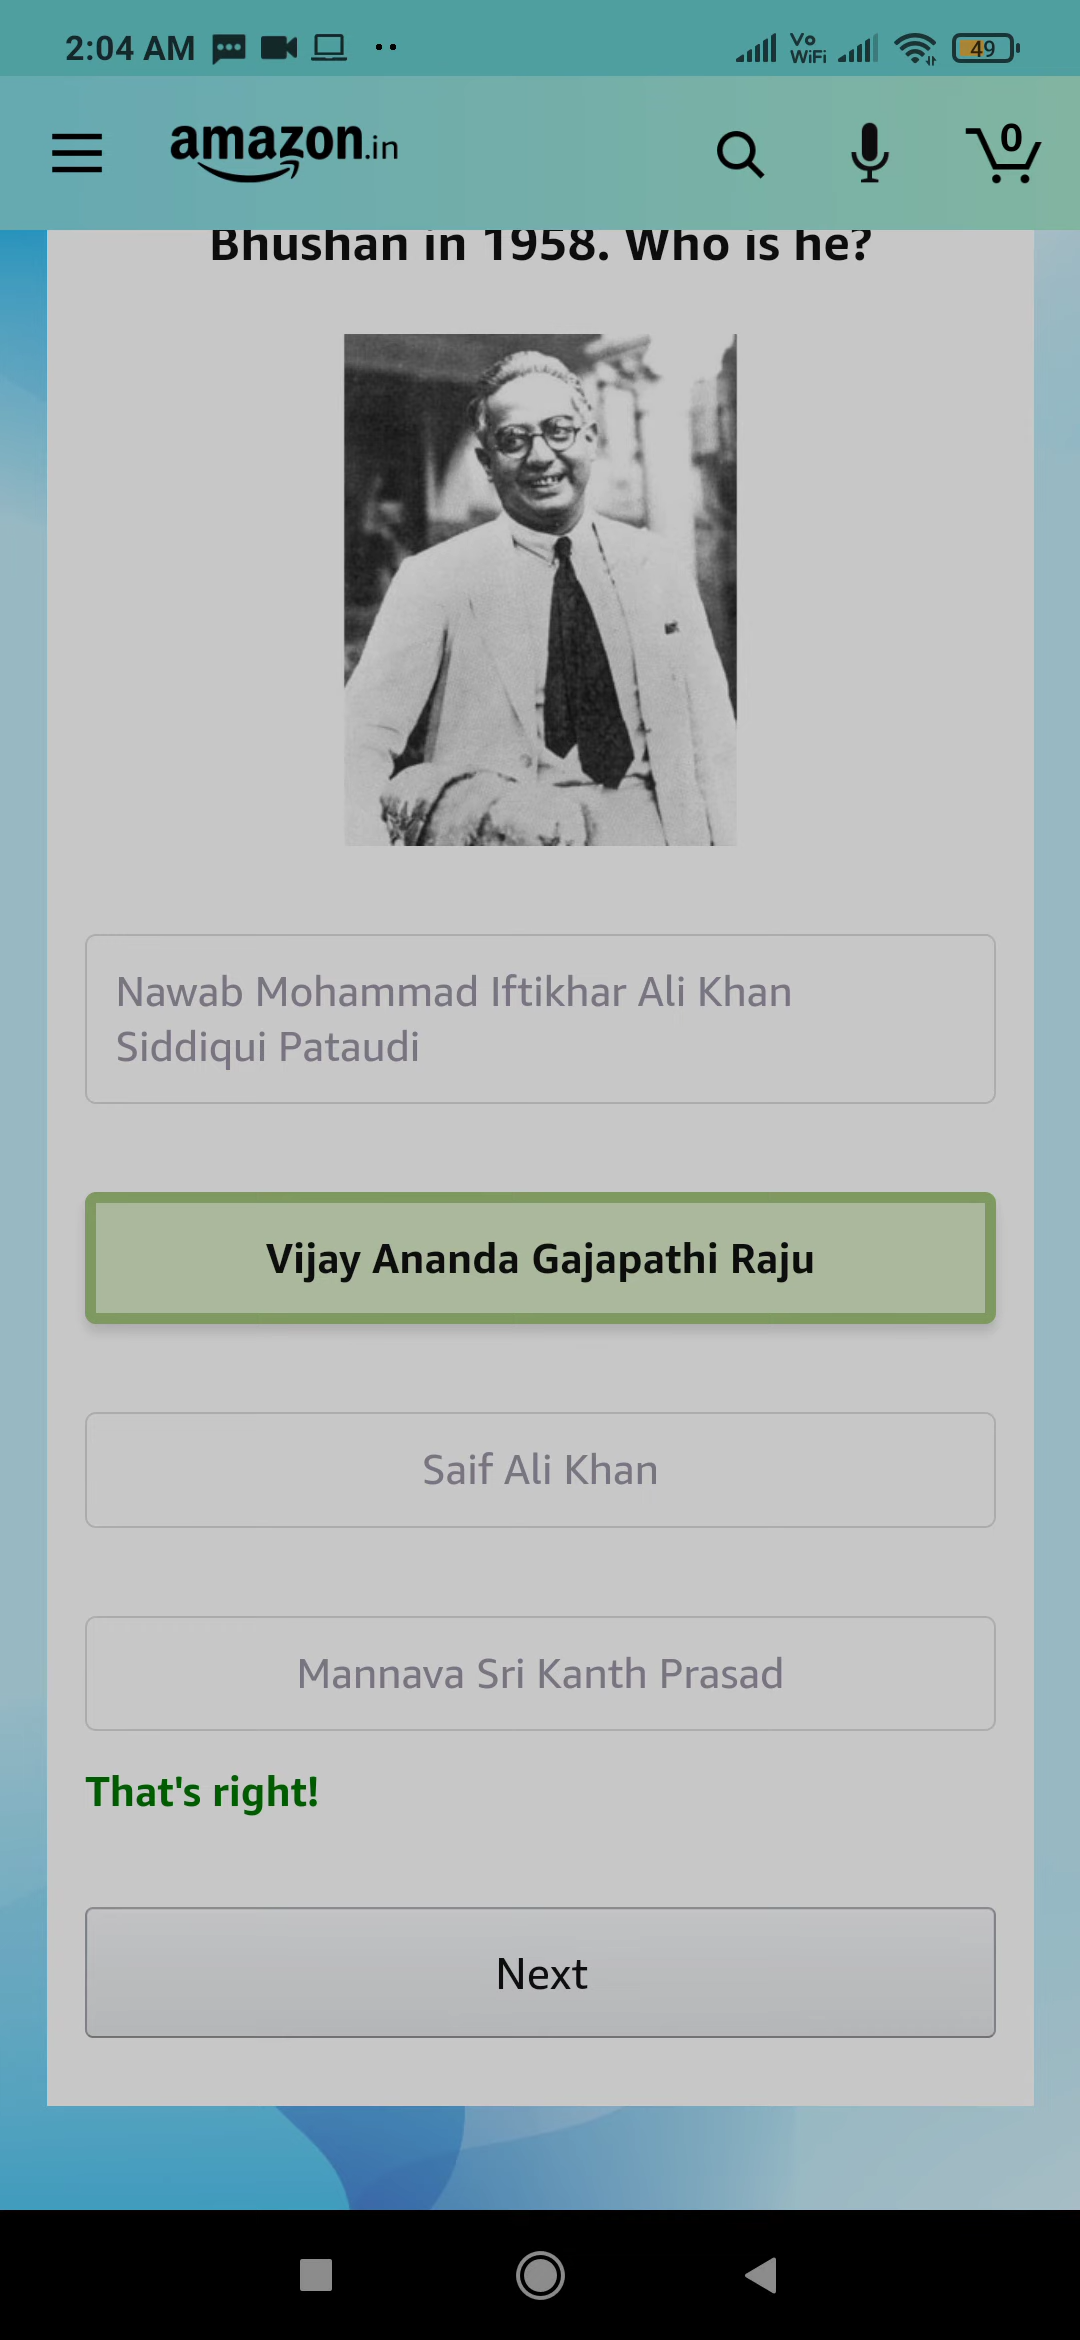 2:04 AM
Vo
WiFi
49
amazon.in
0
Bhushan in 1958. Who is he?
Nawab Mohammad Iftikhar Ali Khan
Siddiqui Pataudi
Vijay Ananda Gajapathi Raju
Saif Ali Khan
Mannava Sri Kanth Prasad
That's right!
Next